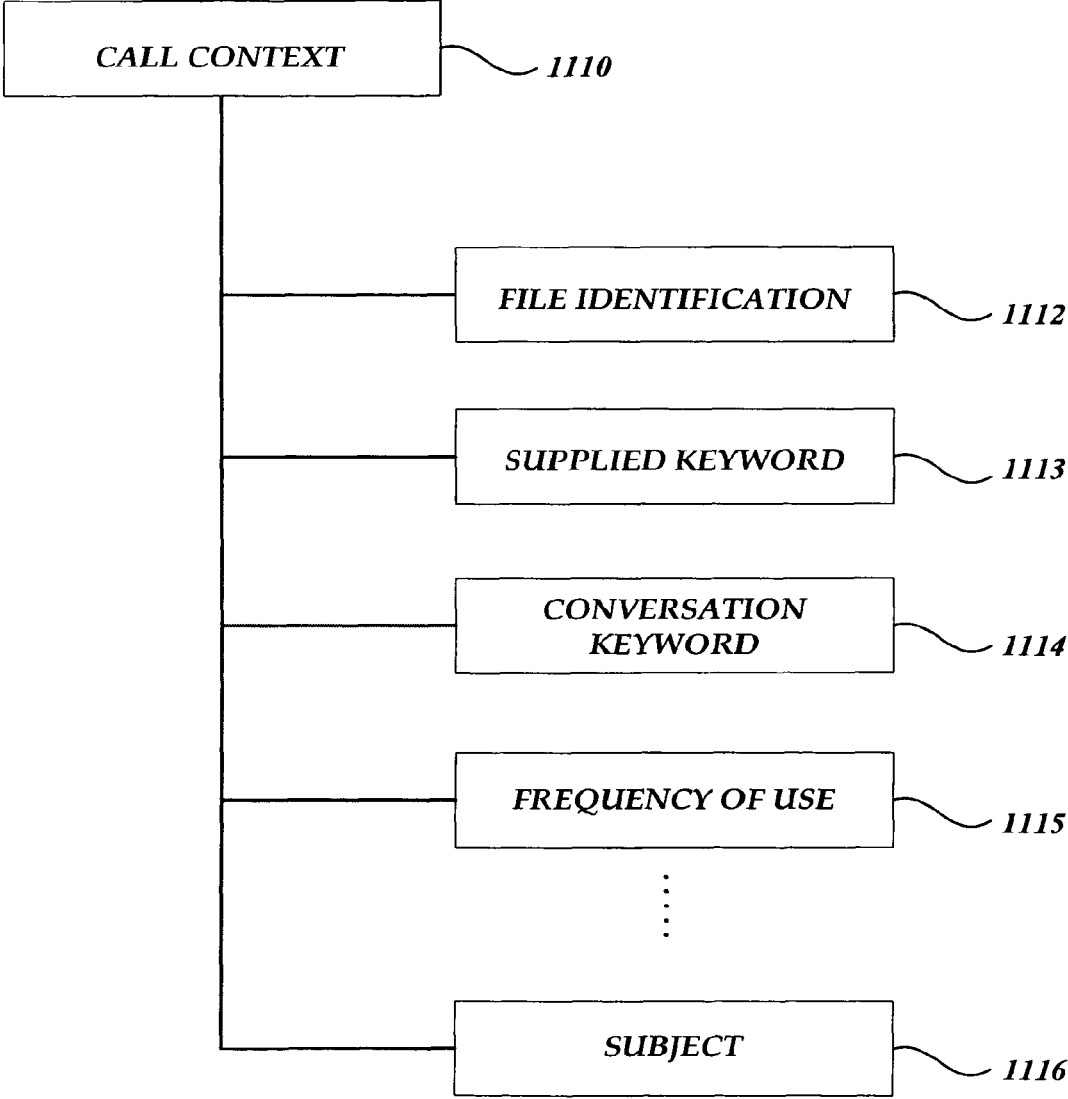 CALL CONTEXT
1110
FILE IDENTIFICATION
1112
SUPPLIED KEYWORD
1113
CONVERSATION
KEYWORD
1114
FREQUENCY OF USE
1115
SUBJECT
1116